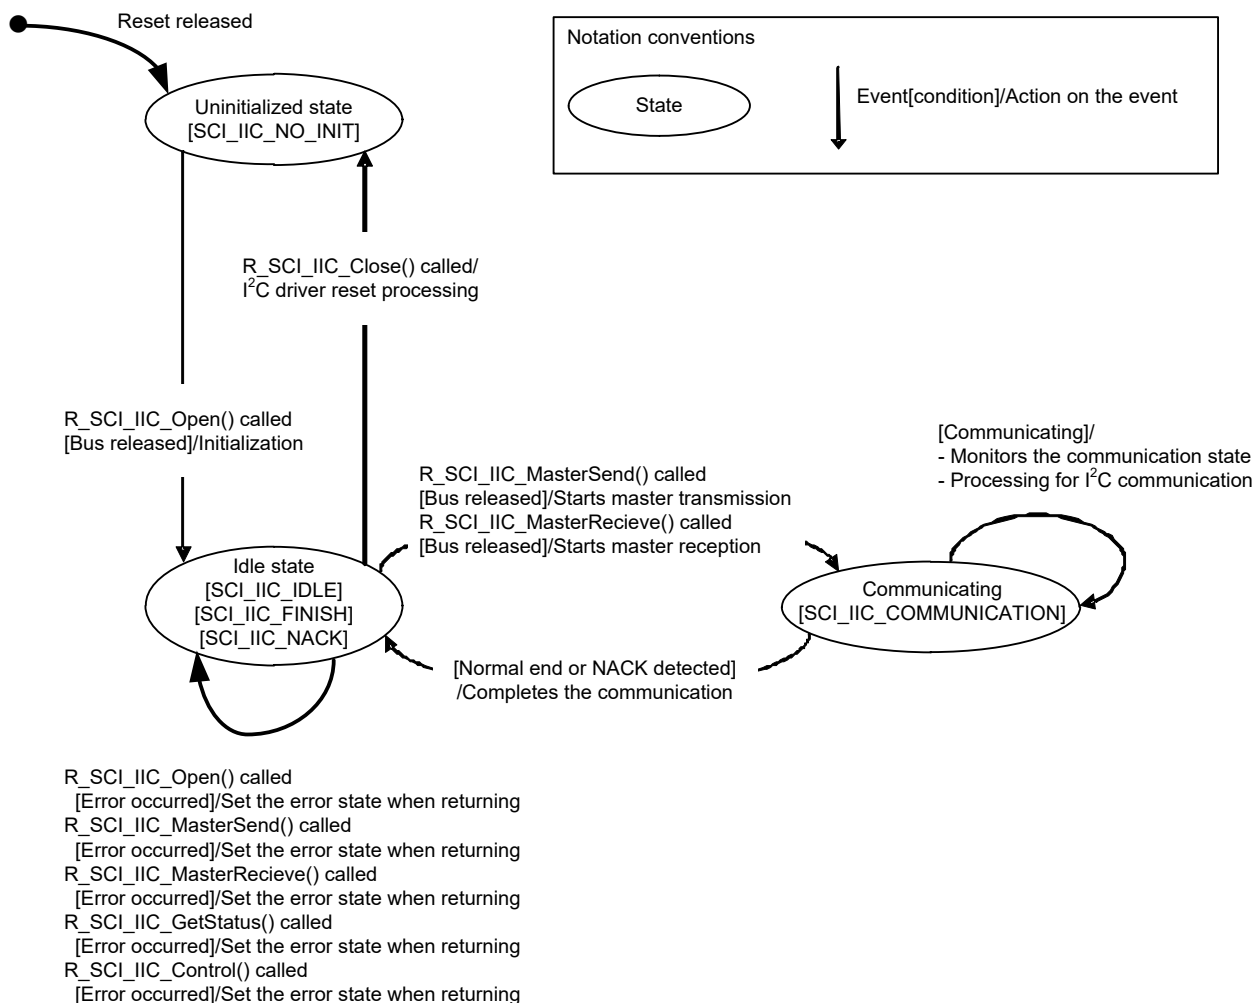 Reset released
Notation conventions
State
Event[condition]/Action on the event
Uninitialized state
[SCI_IIC_NO_INIT]
R_SCI_IIC_Close() called/
I²C driver reset processing
R_SCI_IIC_Open() called
[Bus released]/Initialization
[Communicating]/
- Monitors the communication state
- Processing for I²C communication
R_SCI_IIC_MasterSend() called
[Bus released]/Starts master transmission
R_SCI_IIC_MasterRecieve() called
[Bus released]/Starts master reception
Idle state
[SCI_IIC_IDLE]
[SCI_IIC_FINISH]
[SCI_IIC_NACK]
Communicating
[SCI_IIC_COMMUNICATION]
[Normal end or NACK detected]
/Completes the communication
R_SCI_IIC_Open() called
[Error occurred]/Set the error state when returning
R_SCI_IIC_MasterSend() called
[Error occurred]/Set the error state when returning
R_SCI_IIC_MasterRecieve() called
[Error occurred]/Set the error state when returning
R_SCI_IIC_GetStatus() called
[Error occurred]/Set the error state when returning
R_SCI_IIC_Control() called
[Error occurred]/Set the error state when returning